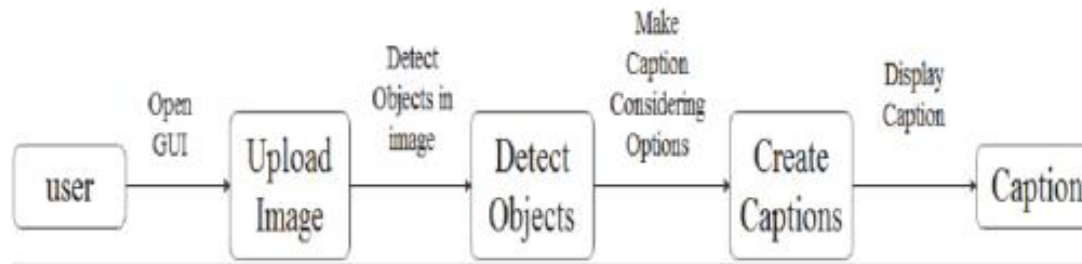 user
Open
GUI
Upload
Image
Detect
Objects in
image
Detect
Objects
Make
Caption
Considering
Options
Create
Captions
Display
Caption
Caption